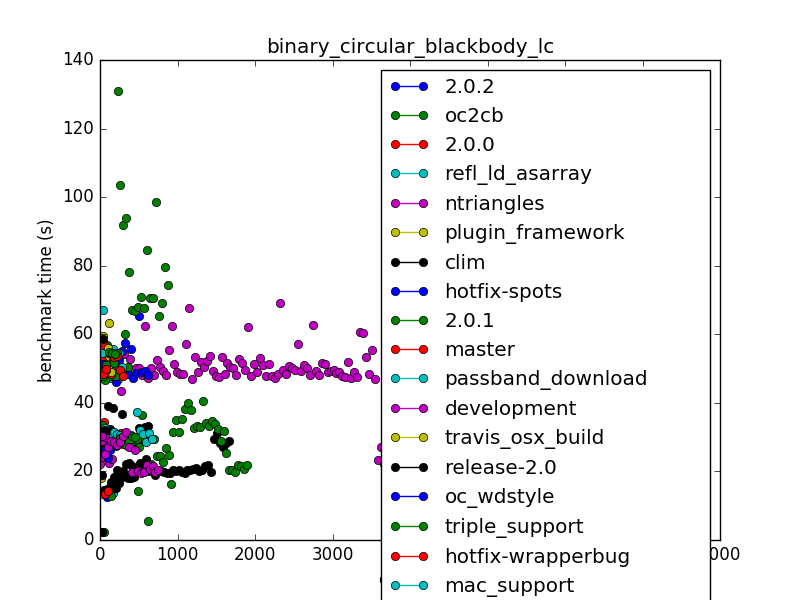 binary_circular_blackbody_lc
140
120
100
80
60
40
20
0
benchmark time (s)
0 1000 2000 3000
2.0.2
oc2cb
2.0.0
refl_ld_asarray
ntriangles
plugin_framework
clim
hotfix-spots
2.0.1
master
passband_download
development
travis_osx_build
release-2.0
oc_wdstyle
triple_support
hotfix-wrapperbug
mac_support